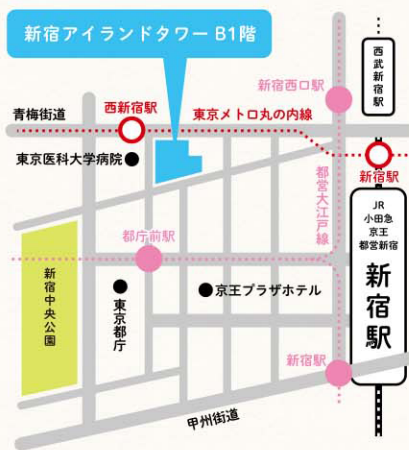 新宿アイランドタワー B1階
西武新宿駅
新宿西口駅
青梅街道
西新宿駅
東京メトロ丸の内線
東京医科大学病院
新宿駅
都営大江戸線
JR
小田急
京王
都営新宿
新宿駅
都庁前駅
新宿中央公園
東京都庁
京王プラザホテル
新宿駅
甲州街道